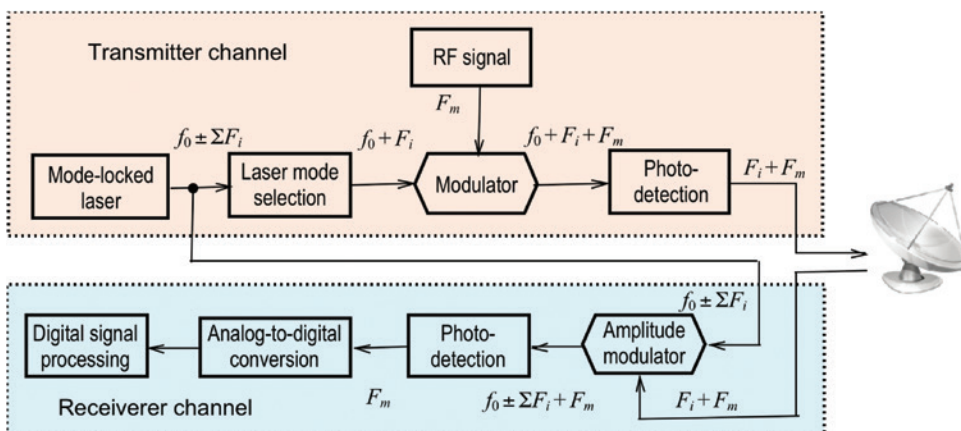 Transmitter channel
RF signal
F_m
f_0 ± ΣF_i
f_0 + F_i
f_0 + F_i + F_m
Mode-locked
laser
Laser mode
selection
Modulator
Photo-
detection
F_i + F_m
f_0 ± ΣF_i
Digital signal
processing
Analog-to-digital
conversion
Photo-
detection
Amplitude
modulator
F_m
f_0 ± ΣF_i + F_m
F_i + F_m
Receiverer channel